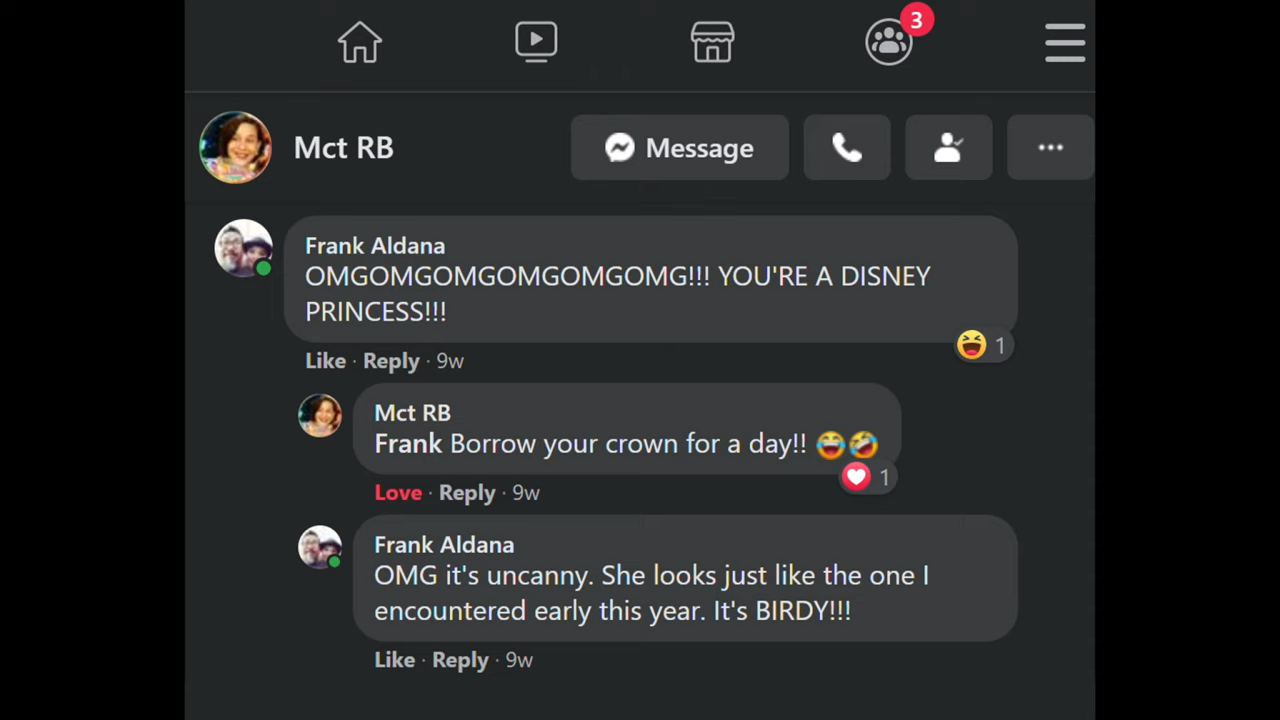 3
Mct RB
Message
Frank Aldana
OMGOMGOMGOMGOMGOMG!!! YOU'RE A DISNEY
PRINCESS!!!
1
Like · Reply · 9w
Mct RB
Frank Borrow your crown for a day!! 😂🤣
1
Love · Reply · 9w
Frank Aldana
OMG it's uncanny. She looks just like the one I
encountered early this year. It's BIRDY!!!
Like · Reply · 9w